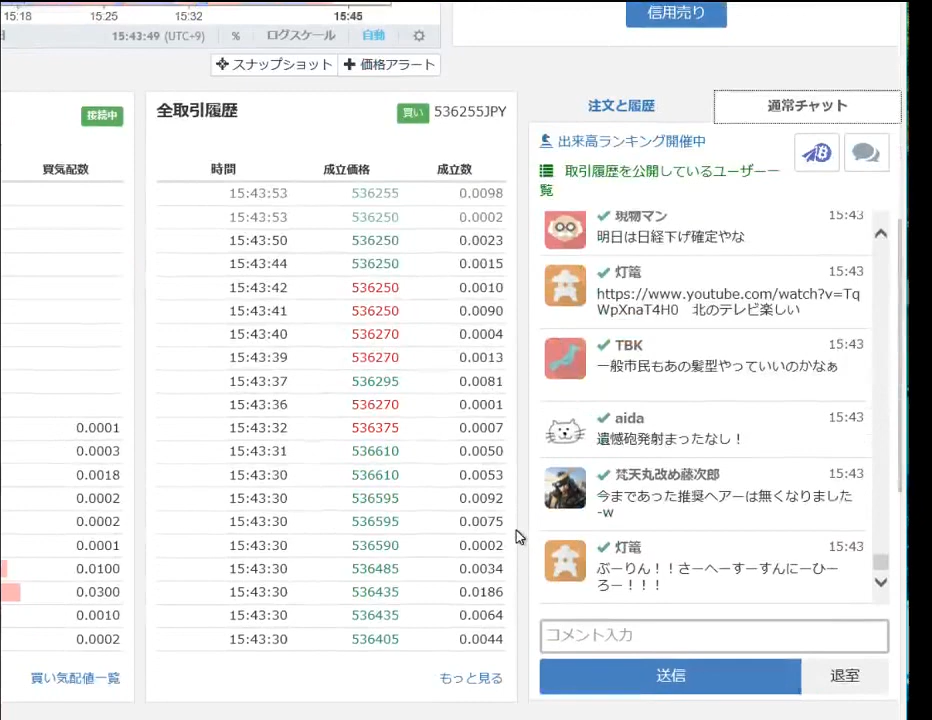 15:18
15:25
15:32
15:45
信用売り
15:43:49 (UTC+9)
%
ログスケール
自動
スナップショット
価格アラート
接続中
買気配数
0.0001
0.0003
0.0018
0.0002
0.0002
0.0001
0.0100
0.0300
0.0010
0.0002
買い気配値一覧
全取引履歴
買い 536255JPY
時間 成立価格 成立数
15:43:53 536255 0.0098
15:43:53 536250 0.0002
15:43:50 536250 0.0023
15:43:44 536250 0.0015
15:43:42 536250 0.0010
15:43:41 536250 0.0090
15:43:40 536270 0.0004
15:43:39 536270 0.0013
15:43:37 536295 0.0081
15:43:36 536270 0.0001
15:43:32 536375 0.0007
15:43:31 536610 0.0050
15:43:30 536610 0.0053
15:43:30 536595 0.0092
15:43:30 536595 0.0075
15:43:30 536590 0.0002
15:43:30 536485 0.0034
15:43:30 536435 0.0186
15:43:30 536435 0.0064
15:43:30 536405 0.0044
もっと見る
注文と履歴
通常チャット
出来高ランキング開催中
取引履歴を公開しているユーザー一
覧
現物マン 15:43
明日は日経下げ確定やな
灯篭 15:43
https://www.youtube.com/watch?v=Tq
WpXnaT4H0 北のテレビ楽しい
TBK 15:43
一般市民もあの髪型やっていいのかなぁ
aida 15:43
遺憾砲発射まったなし！
梵天丸改め藤次郎 15:43
今まであった推奨ヘアーは無くなりました
-w
灯篭 15:43
ぶーりん！！さーへーすーすんにーひー
ろー！！！
コメント入力
送信
退室